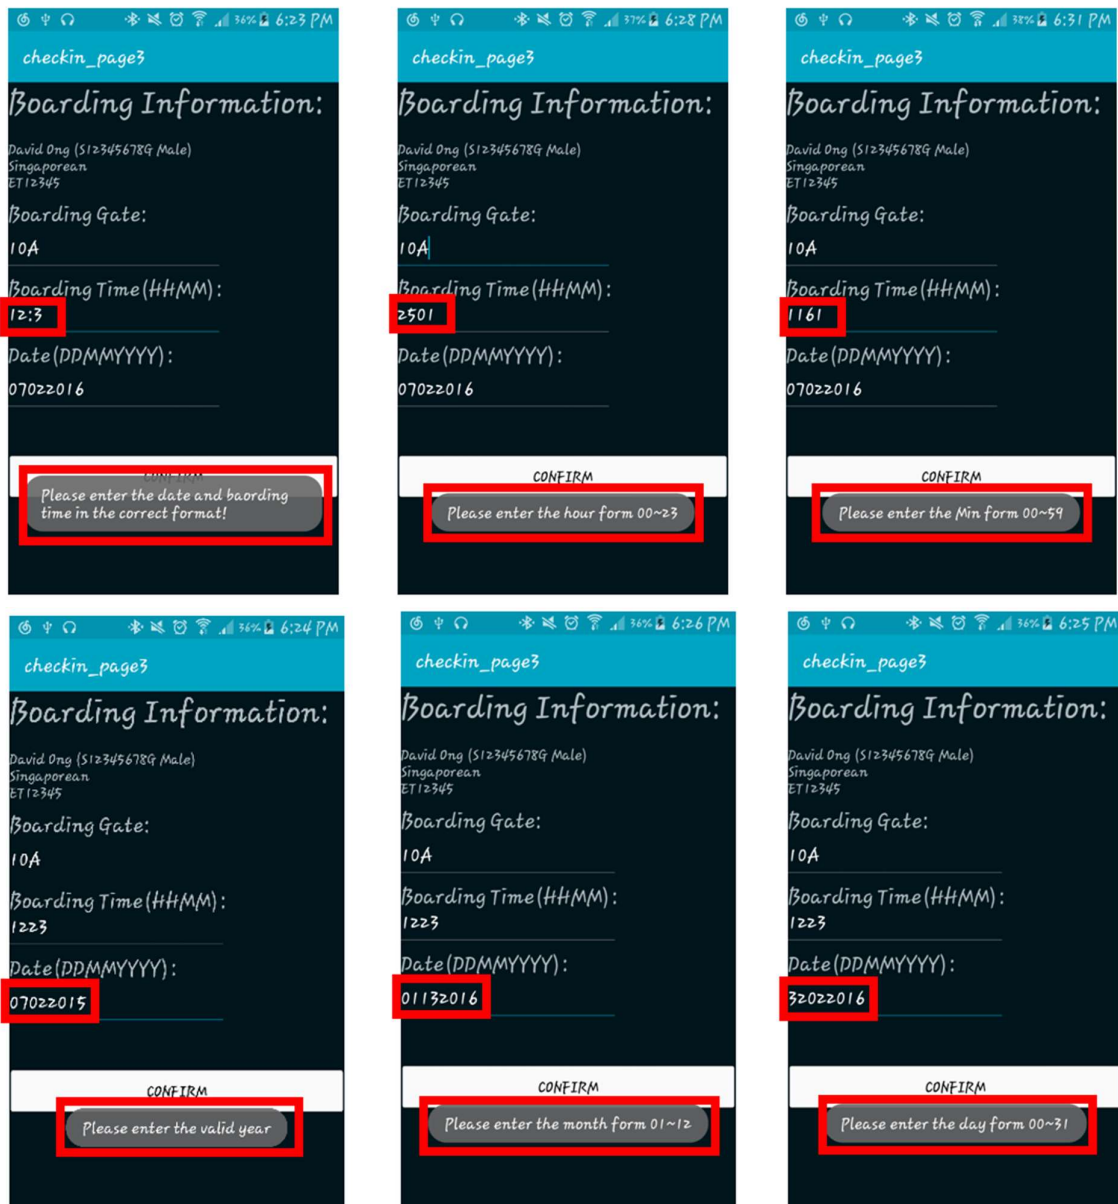 36% 6:23 PM
checkin_page3
Boarding Information:
David Ong (S12345678G Male)
Singaporean
ET12345
Boarding Gate:
10A
Boarding Time(HHMM):
12:3
Date(DDMMYYYY):
07022016
CONFIRM
Please enter the date and baording
time in the correct format!
37% 6:28 PM
checkin_page3
Boarding Information:
David Ong (S12345678G Male)
Singaporean
ET12345
Boarding Gate:
10A
Boarding Time(HHMM):
2501
Date(DDMMYYYY):
07022016
CONFIRM
Please enter the hour form 00~23
38% 6:31 PM
checkin_page3
Boarding Information:
David Ong (S12345678G Male)
Singaporean
ET12345
Boarding Gate:
10A
Boarding Time(HHMM):
1161
Date(DDMMYYYY):
07022016
CONFIRM
Please enter the Min form 00~59
36% 6:24 PM
checkin_page3
Boarding Information:
David Ong (S12345678G Male)
Singaporean
ET12345
Boarding Gate:
10A
Boarding Time(HHMM):
1223
Date(DDMMYYYY):
07022015
CONFIRM
Please enter the valid year
36% 6:26 PM
checkin_page3
Boarding Information:
David Ong (S12345678G Male)
Singaporean
ET12345
Boarding Gate:
10A
Boarding Time(HHMM):
1223
Date(DDMMYYYY):
01132016
CONFIRM
Please enter the month form 01~12
36% 6:25 PM
checkin_page3
Boarding Information:
David Ong (S12345678G Male)
Singaporean
ET12345
Boarding Gate:
10A
Boarding Time(HHMM):
1223
Date(DDMMYYYY):
32022016
CONFIRM
Please enter the day form 00~31